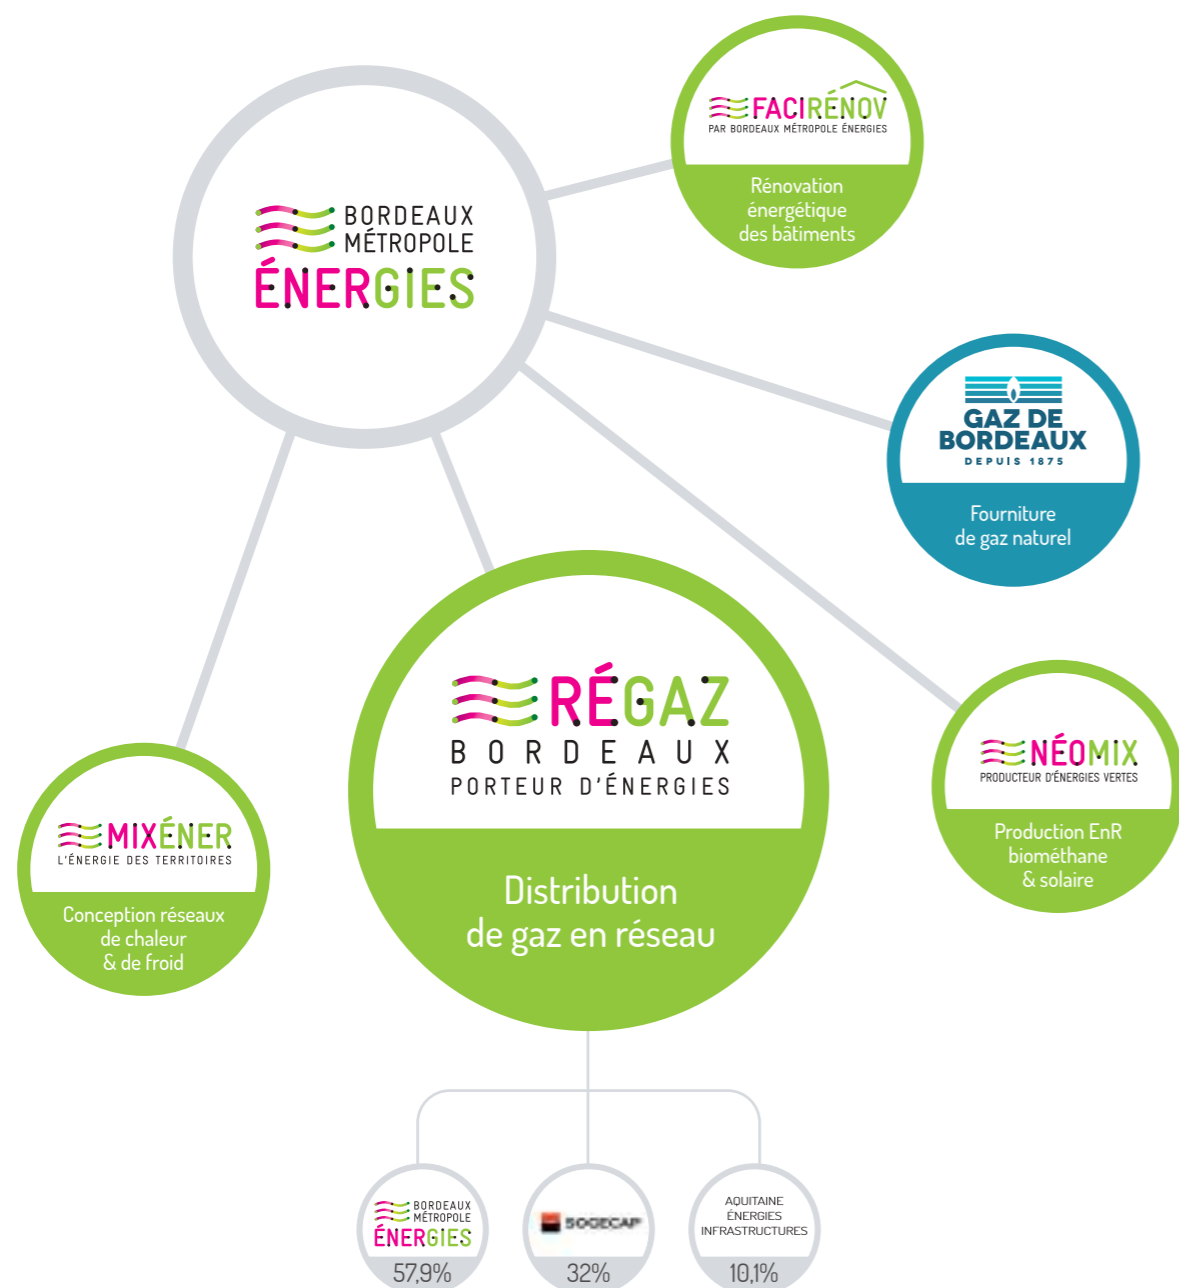 FACIRÉNOV
PAR BORDEAUX MÉTROPOLE ÉNERGIES
Rénovation
énergétique
des bâtiments
BORDEAUX
MÉTROPOLE
ÉNERGIES
GAZ DE
BORDEAUX
DEPUIS 1875
Fourniture
de gaz naturel
RÉGAZ
BORDEAUX
PORTEUR D'ÉNERGIES
Distribution
de gaz en réseau
NÉOMIX
PRODUCTEUR D'ÉNERGIES VERTES
Production EnR
biométhane
& solaire
MIXÉNER
L'ÉNERGIE DES TERRITOIRES
Conception réseaux
de chaleur
& de froid
BORDEAUX
MÉTROPOLE
ÉNERGIES
57,9%
SOGECAP
32%
AQUITAINE
ÉNERGIES
INFRASTRUCTURES
10,1%